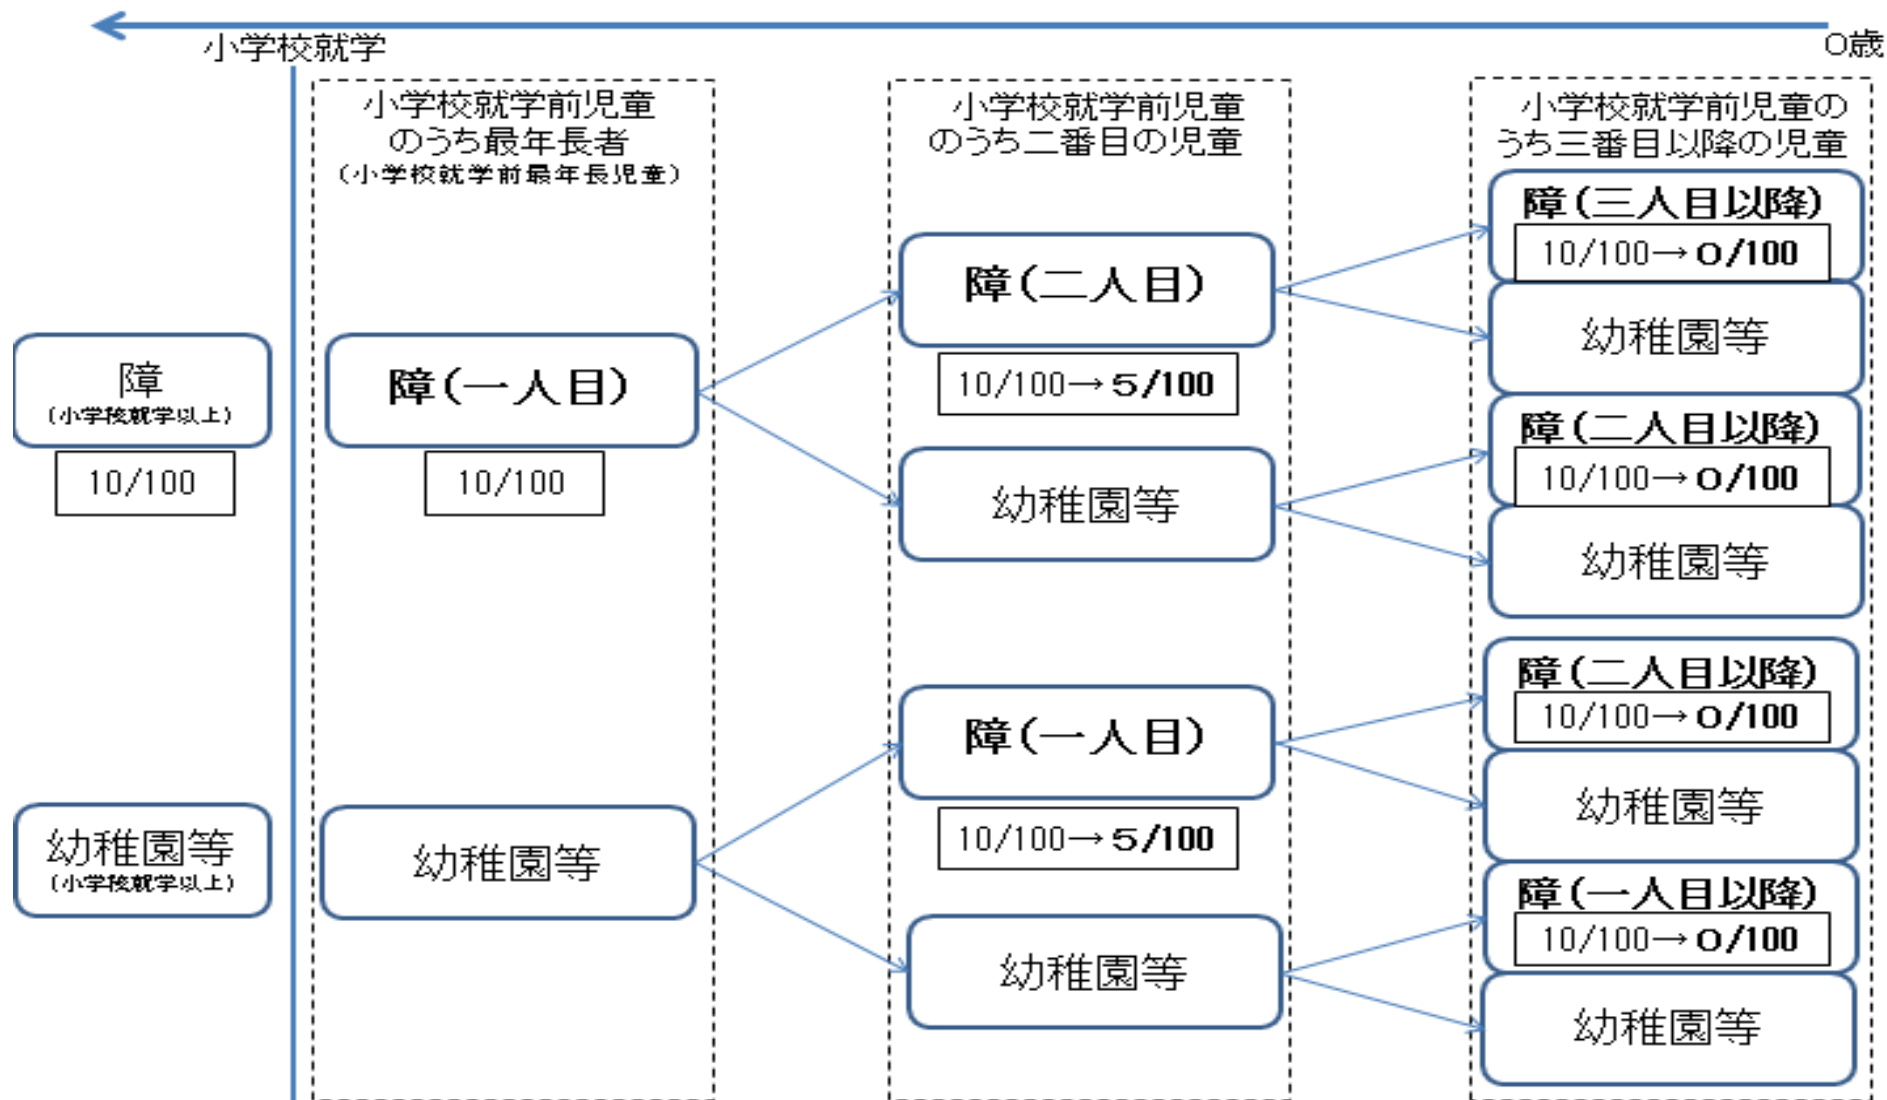 小学校就学
０歳
小学校就学前児童
のうち最年長者
（小学校就学前最年長児童）
小学校就学前児童
のうち二番目の児童
小学校就学前児童の
うち三番目以降の児童
障
（小学校就学以上）
10/100
幼稚園等
（小学校就学以上）
障（一人目）
10/100
幼稚園等
障（二人目）
10/100→５/100
幼稚園等
障（一人目）
10/100→５/100
幼稚園等
障（三人目以降）
10/100→０/100
幼稚園等
障（二人目以降）
10/100→０/100
幼稚園等
障（二人目以降）
10/100→０/100
幼稚園等
障（一人目以降）
10/100→０/100
幼稚園等